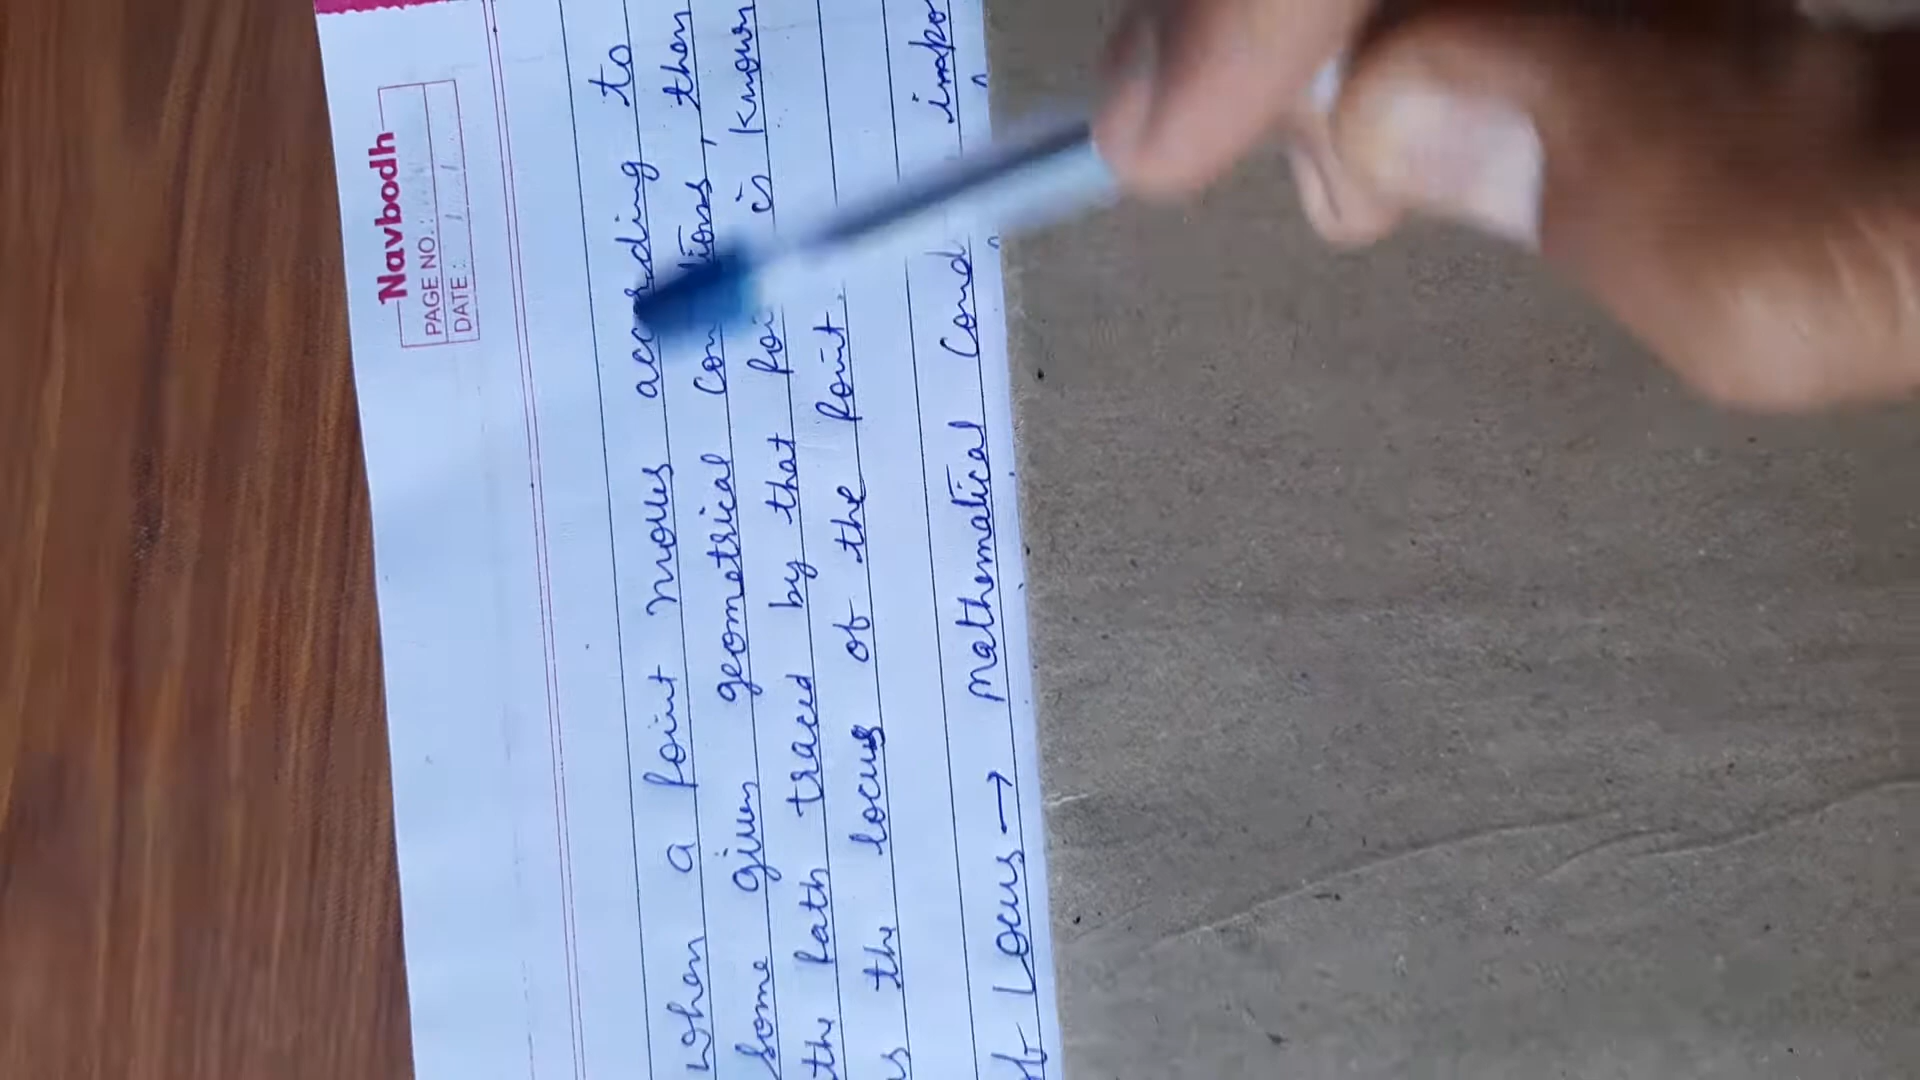 Navbodh
PAGE NO.:
DATE:
When a point moves according to
some given geometrical conditions, then
the path traced by that point is known
as the locus of the point.
of Locus → Mathematical Cond